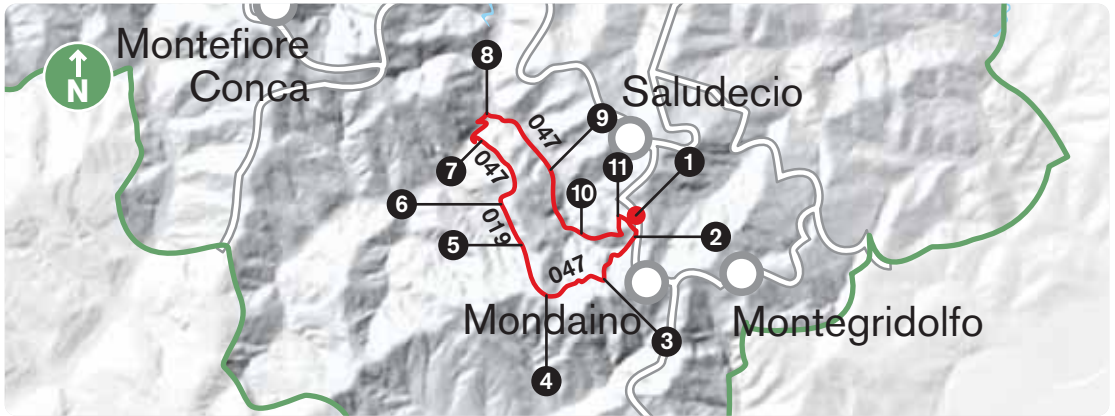 Montefiore
Conca
N
8
Saludecio
9
047
1
11
7
047
10
6
019
2
5
047
Mondaino
Montegridolfo
3
4